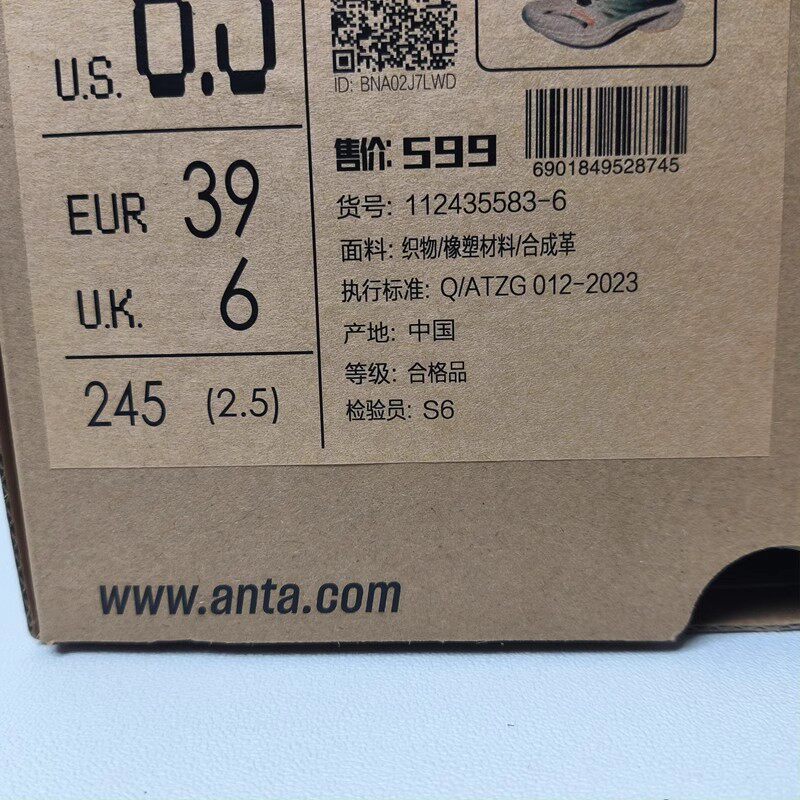 U.S.
EUR 39
U.K. 6
245 (2.5)
ID: BNA02J7LWD
售价: 599
6901849528745
货号: 112435583-6
面料: 织物/橡塑材料/合成革
执行标准: Q/ATZG 012-2023
产地: 中国
等级: 合格品
检验员: S6
www.anta.com